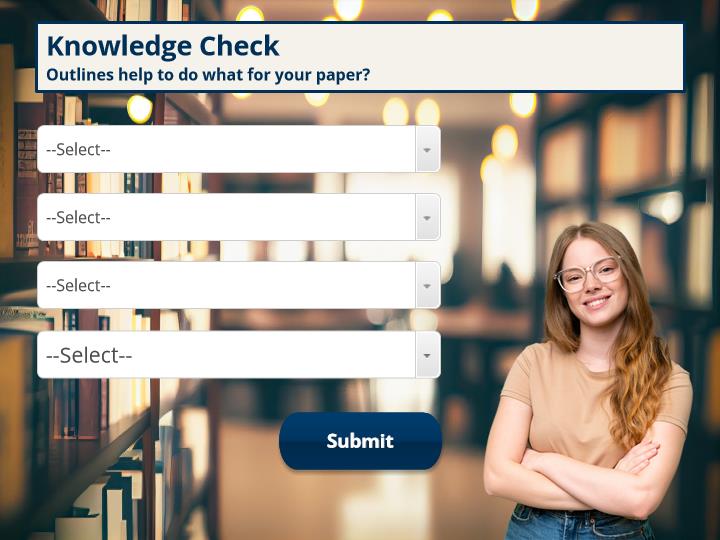 Knowledge Check
Outlines help to do what for your paper?
--Select--
--Select--
--Select--
--Select--
Submit